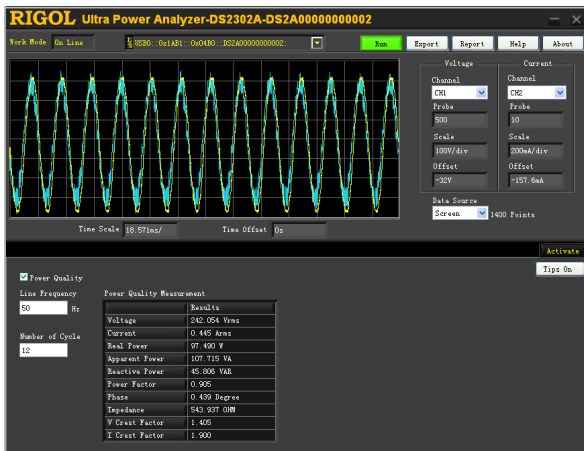 RIGOL Ultra Power Analyzer-DS2302A-DS2A00000000002
Work Mode On Line USB0::0x1AB1::0x04B0::DS2A00000000002: Run Export Report Help About
Voltage Current
Channel Channel
CH1 CH2
Probe Probe
500 10
Scale Scale
100V/div 200mA/div
Offset Offset
-32V -157.6mA
Data Source
Screen 1400 Points
Time Scale 18.571ms/ Time Offset 0s
Activate
Tips On
Power Quality
Line Frequency Power Quality Measurement
50 Hz
Results
Voltage 242.054 Vrms
Number of Cycle
12
Current 0.445 Arms
Real Power 97.490 W
Apparent Power 107.715 VA
Reactive Power 45.806 VAR
Power Factor 0.905
Phase 0.439 Degree
Impedance 543.937 OHM
V Crest Factor 1.405
I Crest Factor 1.900